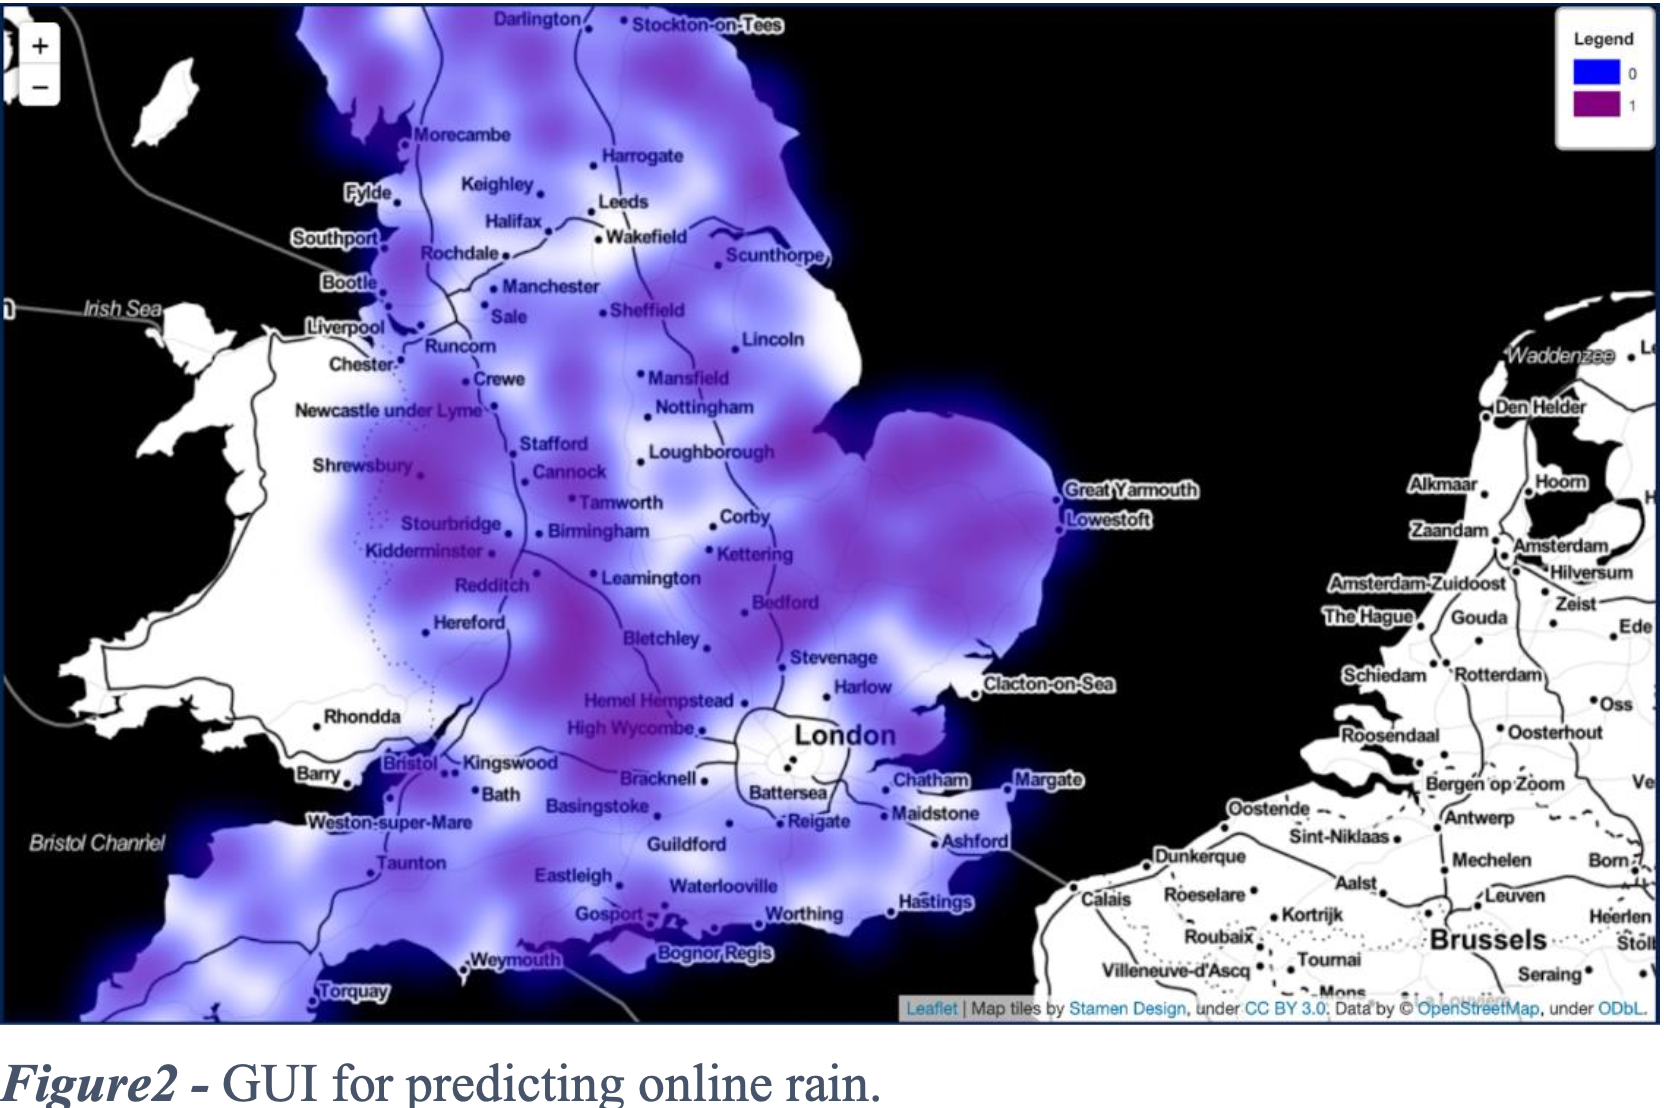 Darlington
Stockton-on-Tees
+
−
Legend
0
1
Morecambe
Harrogate
Keighley
Fylde
Leeds
Halifax
Wakefield
Southport
Rochdale
Scunthorpe
Bootle
Manchester
Irish Sea
Sale
Sheffield
Liverpool
Runcorn
Lincoln
Chester
Crewe
Mansfield
Waddenzee
Newcastle under Lyme
Nottingham
Den Helder
Stafford
Loughborough
Shrewsbury
Cannock
Tamworth
Great Yarmouth
Alkmaar
Hoorn
Stourbridge
Birmingham
Corby
Lowestoft
Zaandam
Kidderminster
Kettering
Amsterdam
Redditch
Leamington
Amsterdam-Zuidoost
Hilversum
Bedford
The Hague
Gouda
Zeist
Hereford
Bletchley
Ede
Stevenage
Schiedam
Rotterdam
Hemel Hempstead
Harlow
Clacton-on-Sea
Oss
Rhondda
High Wycombe
London
Roosendaal
Oosterhout
Bristol
Kingswood
Barry
Bracknell
Chatham
Margate
Bergen op Zoom
Bath
Battersea
Basingstoke
Weston-super-Mare
Reigate
Maidstone
Oostende
Antwerp
Bristol Channel
Guildford
Ashford
Sint-Niklaas
Taunton
Dunkerque
Mechelen
Born
Eastleigh
Waterlooville
Roeselare
Aalst
Leuven
Gosport
Worthing
Hastings
Calais
Kortrijk
Heerlen
Roubaix
Brussels
Weymouth
Bognor Regis
Villeneuve-d'Ascq
Tournai
Seraing
Torquay
Mons
La Louvière
Leaflet | Map tiles by Stamen Design, under CC BY 3.0. Data by © OpenStreetMap, under ODbL.
Figure2 - GUI for predicting online rain.